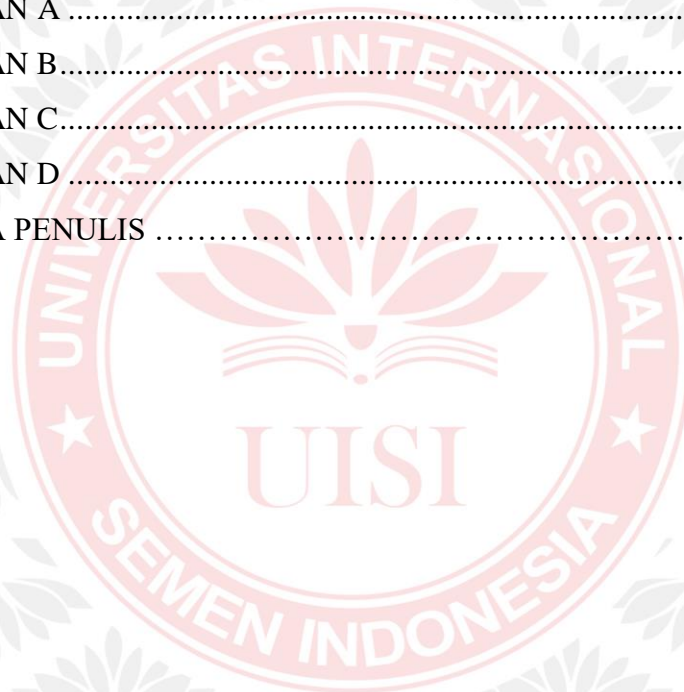 AN A ..............................................................................................
AN B..............................................................................................
AN C..............................................................................................
AN D ..............................................................................................
A PENULIS ……………………………………………
UNIVERSITAS INTERNASIONAL
UISI
SEMEN INDONESIA